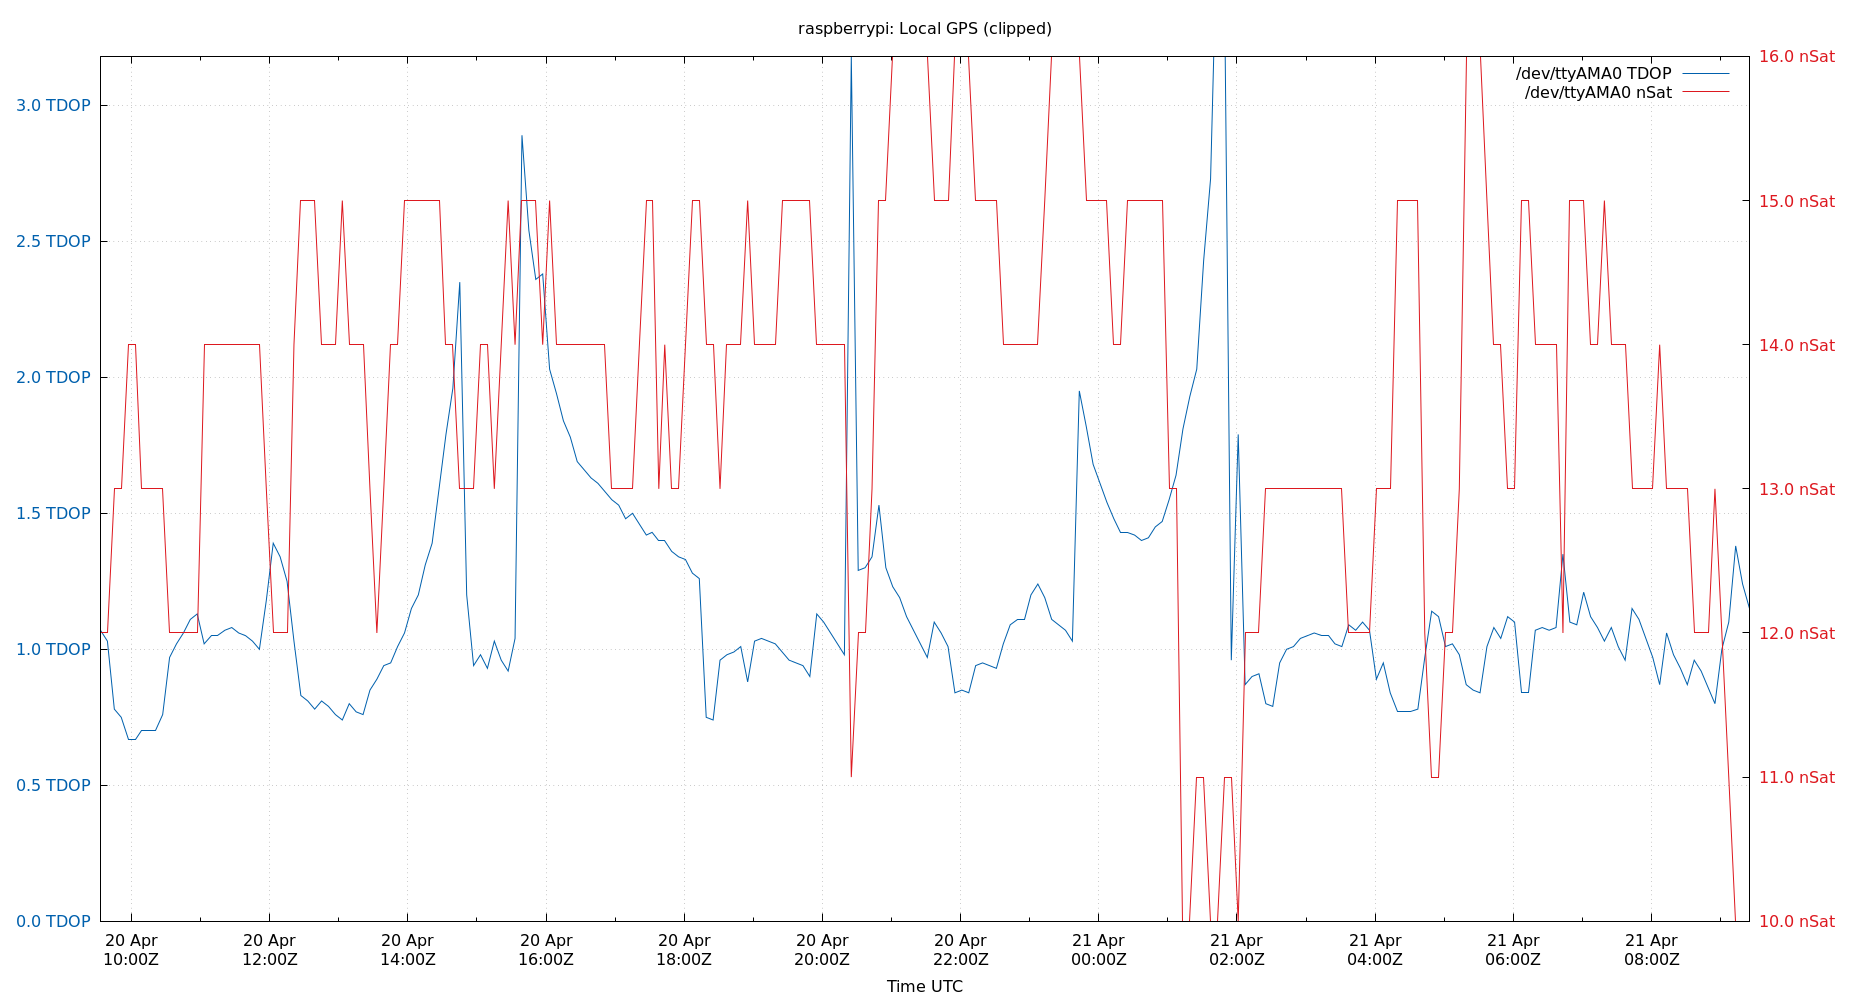 raspberrypi: Local GPS (clipped)
16.0 nSat
/dev/ttyAMA0 TDOP
/dev/ttyAMA0 nSat
3.0 TDOP
15.0 nSat
2.5 TDOP
14.0 nSat
2.0 TDOP
13.0 nSat
1.5 TDOP
12.0 nSat
1.0 TDOP
11.0 nSat
0.5 TDOP
0.0 TDOP
10.0 nSat
20 Apr 20 Apr 20 Apr 20 Apr 20 Apr 20 Apr 20 Apr 21 Apr 21 Apr 21 Apr 21 Apr 21 Apr
10:00Z 12:00Z 14:00Z 16:00Z 18:00Z 20:00Z 22:00Z 00:00Z 02:00Z 04:00Z 06:00Z 08:00Z
Time UTC